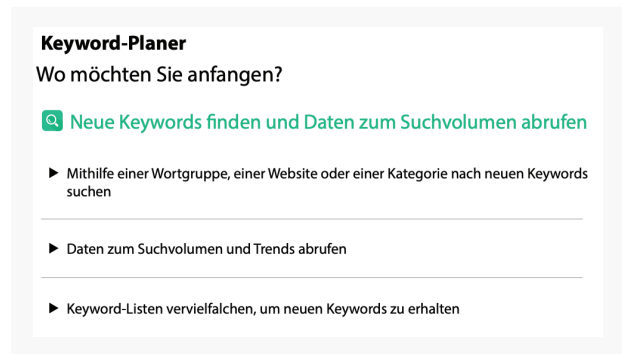 Keyword-Planer
Wo möchten Sie anfangen?
Neue Keywords finden und Daten zum Suchvolumen abrufen
Mithilfe einer Wortgruppe, einer Website oder einer Kategorie nach neuen Keywords
suchen
Daten zum Suchvolumen und Trends abrufen
Keyword-Listen vervielfalchen, um neuen Keywords zu erhalten